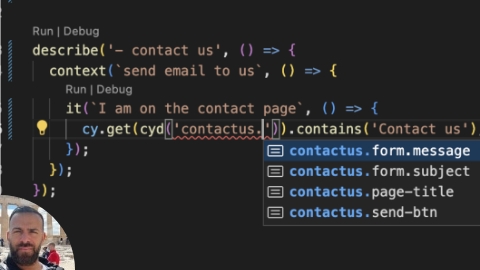 Run | Debug
describe('- contact us', () => {
context(`send email to us`, () => {
Run | Debug
it(`I am on the contact page`, () => {
cy.get(cyd('contactus.')).contains('Contact us')
contactus.form.message
});
contactus.form.subject
});
contactus.page-title
});
contactus.send-btn